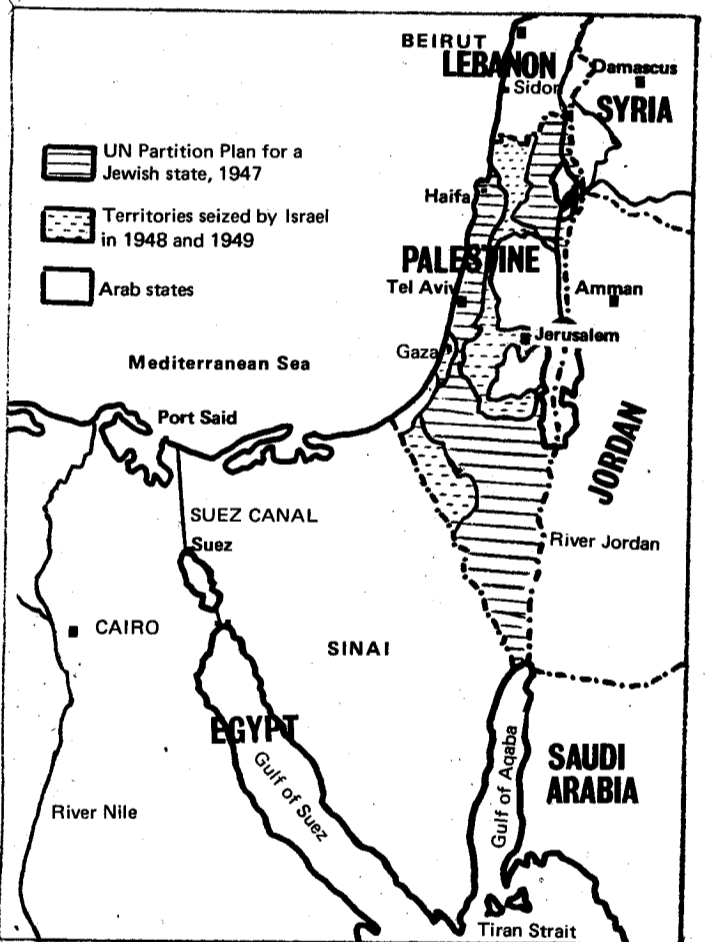 BEIRUT
LEBANON
Damascus
Sidon
SYRIA
UN Partition Plan for a
Jewish state, 1947
Haifa
Territories seized by Israel
in 1948 and 1949
PALESTINE
Arab states
Tel Aviv
Amman
Jerusalem
Gaza
Mediterranean Sea
Port Said
JORDAN
SUEZ CANAL
Suez
River Jordan
CAIRO
SINAI
EGYPT
Gulf of Suez
Gulf of Aqaba
SAUDI
ARABIA
River Nile
Tiran Strait